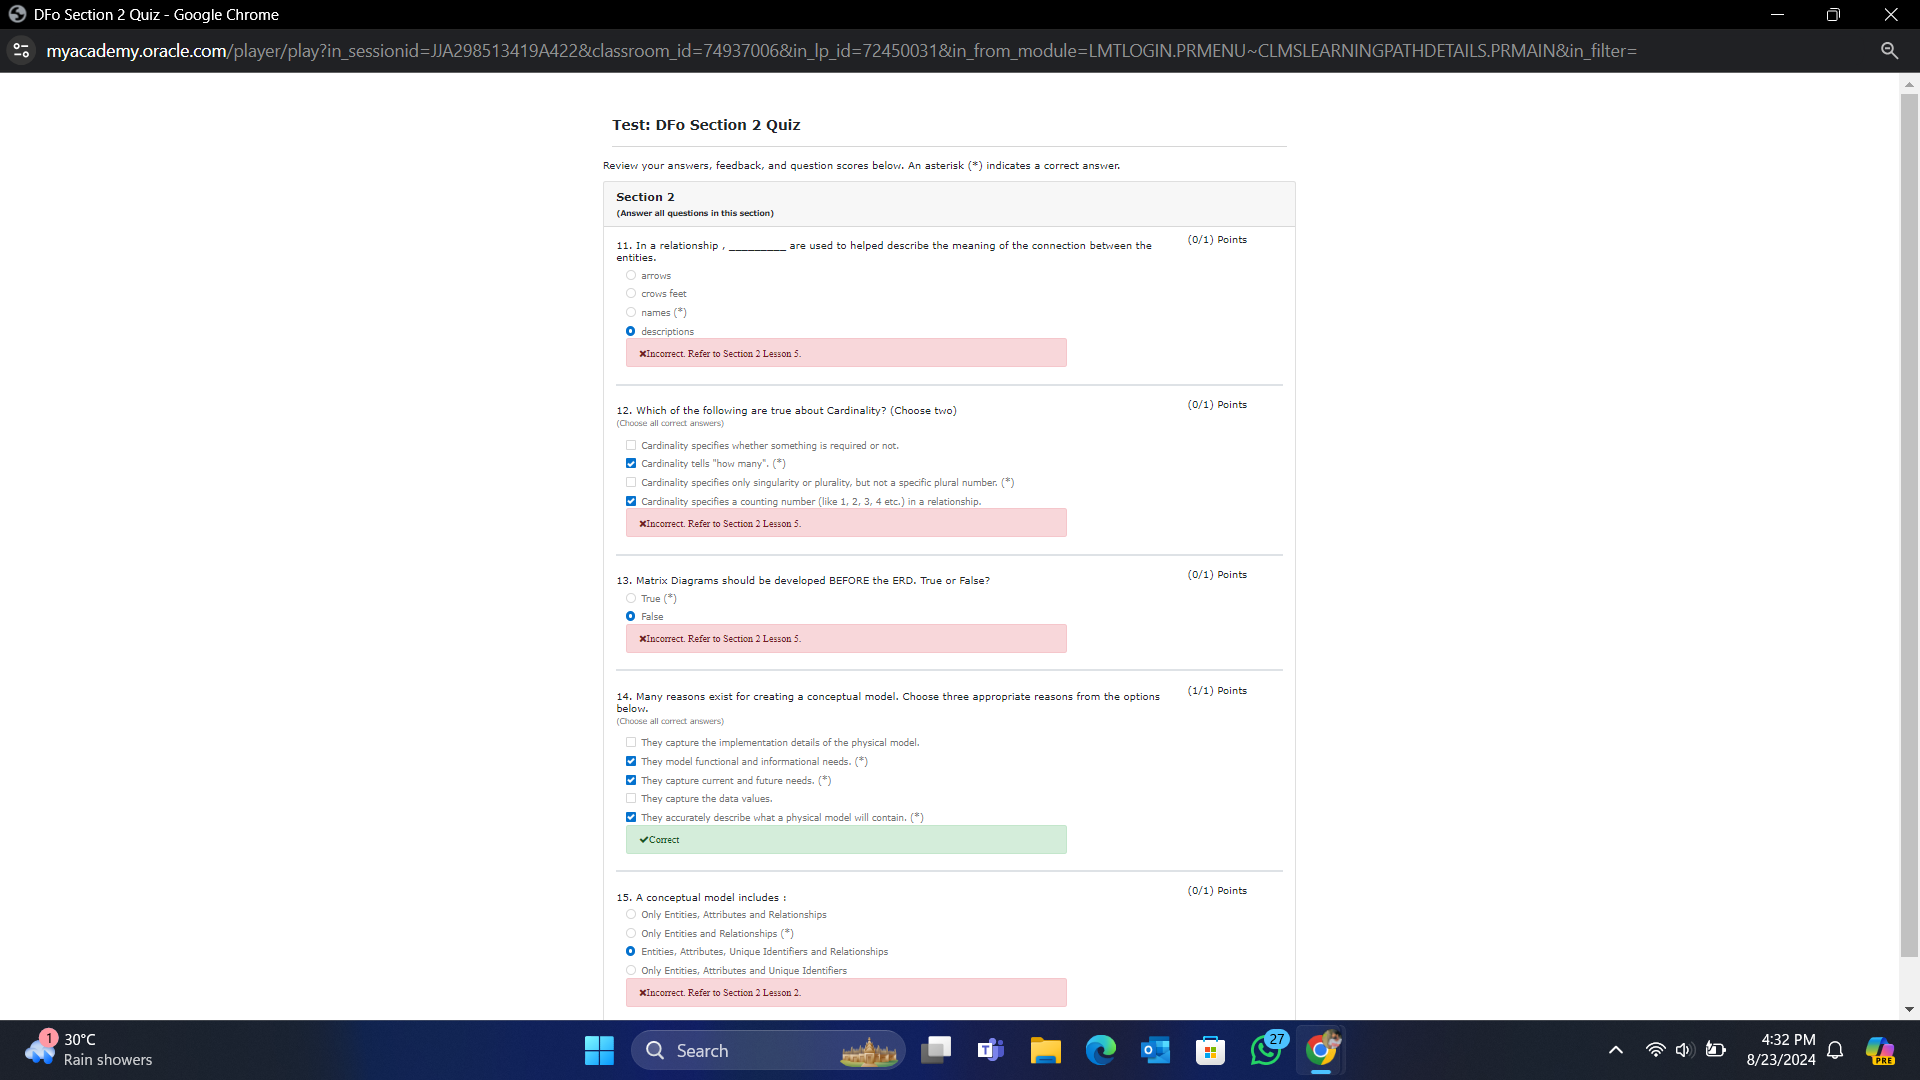 DFo Section 2 Quiz - Google Chrome
myacademy.oracle.com/player/play?in_sessionid=JJA298513419A422&classroom_id=74937006&in_lp_id=72450031&in_from_module=LMTLOGIN.PRMENU~CLMSLEARNINGPATHDETAILS.PRMAIN&in_filter=
Test: DFo Section 2 Quiz
Review your answers, feedback, and question scores below. An asterisk (*) indicates a correct answer.
Section 2
(Answer all questions in this section)
11. In a relationship , _________ are used to helped describe the meaning of the connection between the
entities.
(0/1) Points
arrows
crows feet
names (*)
descriptions
Incorrect. Refer to Section 2 Lesson 5.
12. Which of the following are true about Cardinality? (Choose two)
(0/1) Points
(Choose all correct answers)
Cardinality specifies whether something is required or not.
Cardinality tells "how many". (*)
Cardinality specifies only singularity or plurality, but not a specific plural number. (*)
Cardinality specifies a counting number (like 1, 2, 3, 4 etc.) in a relationship.
Incorrect. Refer to Section 2 Lesson 5.
13. Matrix Diagrams should be developed BEFORE the ERD. True or False?
(0/1) Points
True (*)
False
Incorrect. Refer to Section 2 Lesson 5.
14. Many reasons exist for creating a conceptual model. Choose three appropriate reasons from the options
below.
(1/1) Points
(Choose all correct answers)
They capture the implementation details of the physical model.
They model functional and informational needs. (*)
They capture current and future needs. (*)
They capture the data values.
They accurately describe what a physical model will contain. (*)
Correct
15. A conceptual model includes :
(0/1) Points
Only Entities, Attributes and Relationships
Only Entities and Relationships (*)
Entities, Attributes, Unique Identifiers and Relationships
Only Entities, Attributes and Unique Identifiers
Incorrect. Refer to Section 2 Lesson 2.
1
30°C
Rain showers
Search
27
4:32 PM
8/23/2024
PRE